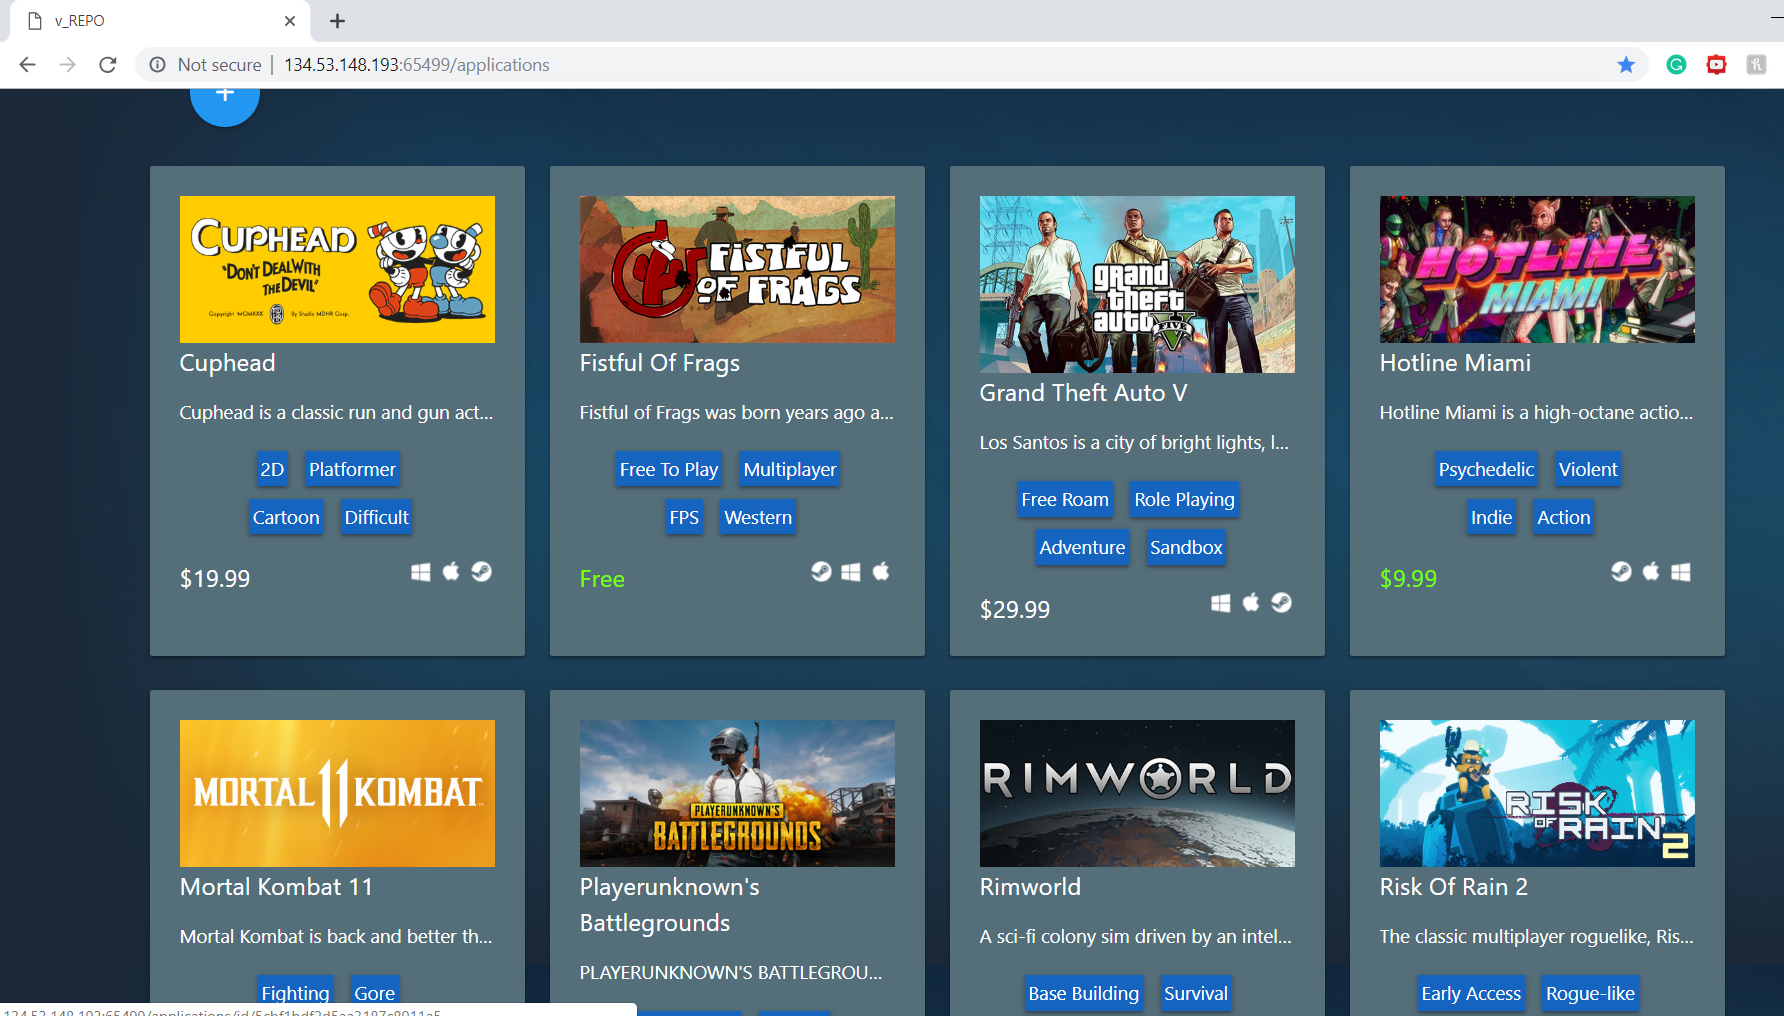 v_REPO
Not secure | 134.53.148.193:65499/applications
CUPHEAD
"DON'T DEAL WITH
THE DEVIL"
Copyright MCMXXX By Studio MDHR Corp.
Cuphead
Cuphead is a classic run and gun act...
2D Platformer
Cartoon Difficult
$19.99
FISTFUL
OF FRAGS
Fistful Of Frags
Fistful of Frags was born years ago a...
Free To Play Multiplayer
FPS Western
Free
grand
theft
auto V
FIVE
Grand Theft Auto V
Los Santos is a city of bright lights, l...
Free Roam Role Playing
Adventure Sandbox
$29.99
HOTLINE
MIAMI
Hotline Miami
Hotline Miami is a high-octane actio...
Psychedelic Violent
Indie Action
$9.99
MORTAL 11 KOMBAT
Mortal Kombat 11
Mortal Kombat is back and better th...
Fighting Gore
PLAYERUNKNOWN'S
BATTLEGROUNDS
Playerunknown's
Battlegrounds
PLAYERUNKNOWN'S BATTLEGROU...
RIMWORLD
Rimworld
A sci-fi colony sim driven by an intel...
Base Building Survival
RISK
OF RAIN 2
Risk Of Rain 2
The classic multiplayer roguelike, Ris...
Early Access Rogue-like